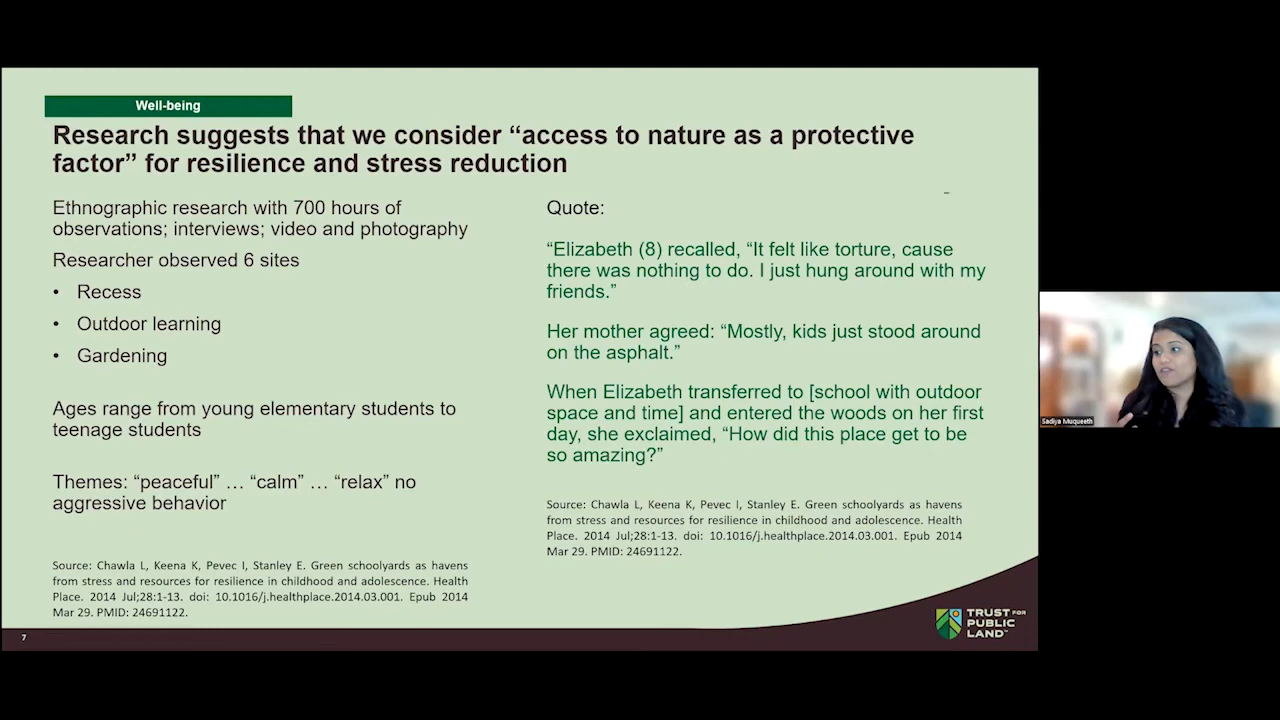 Well-being
Research suggests that we consider “access to nature as a protective
factor” for resilience and stress reduction
Ethnographic research with 700 hours of
observations; interviews; video and photography
Researcher observed 6 sites
• Recess
• Outdoor learning
• Gardening
Ages range from young elementary students to
teenage students
Themes: “peaceful” … “calm” … “relax” no
aggressive behavior
Source: Chawla L, Keena K, Pevec I, Stanley E. Green schoolyards as havens
from stress and resources for resilience in childhood and adolescence. Health
Place. 2014 Jul;28:1-13. doi: 10.1016/j.healthplace.2014.03.001. Epub 2014
Mar 29. PMID: 24691122.
Quote:
“Elizabeth (8) recalled, “It felt like torture, cause
there was nothing to do. I just hung around with my
friends.”
Her mother agreed: “Mostly, kids just stood around
on the asphalt.”
When Elizabeth transferred to [school with outdoor
space and time] and entered the woods on her first
day, she exclaimed, “How did this place get to be
so amazing?”
Source: Chawla L, Keena K, Pevec I, Stanley E. Green schoolyards as havens
from stress and resources for resilience in childhood and adolescence. Health
Place. 2014 Jul;28:1-13. doi: 10.1016/j.healthplace.2014.03.001. Epub 2014
Mar 29. PMID: 24691122.
7
TRUST FOR
PUBLIC
LAND™
Sadiya Muqueeth